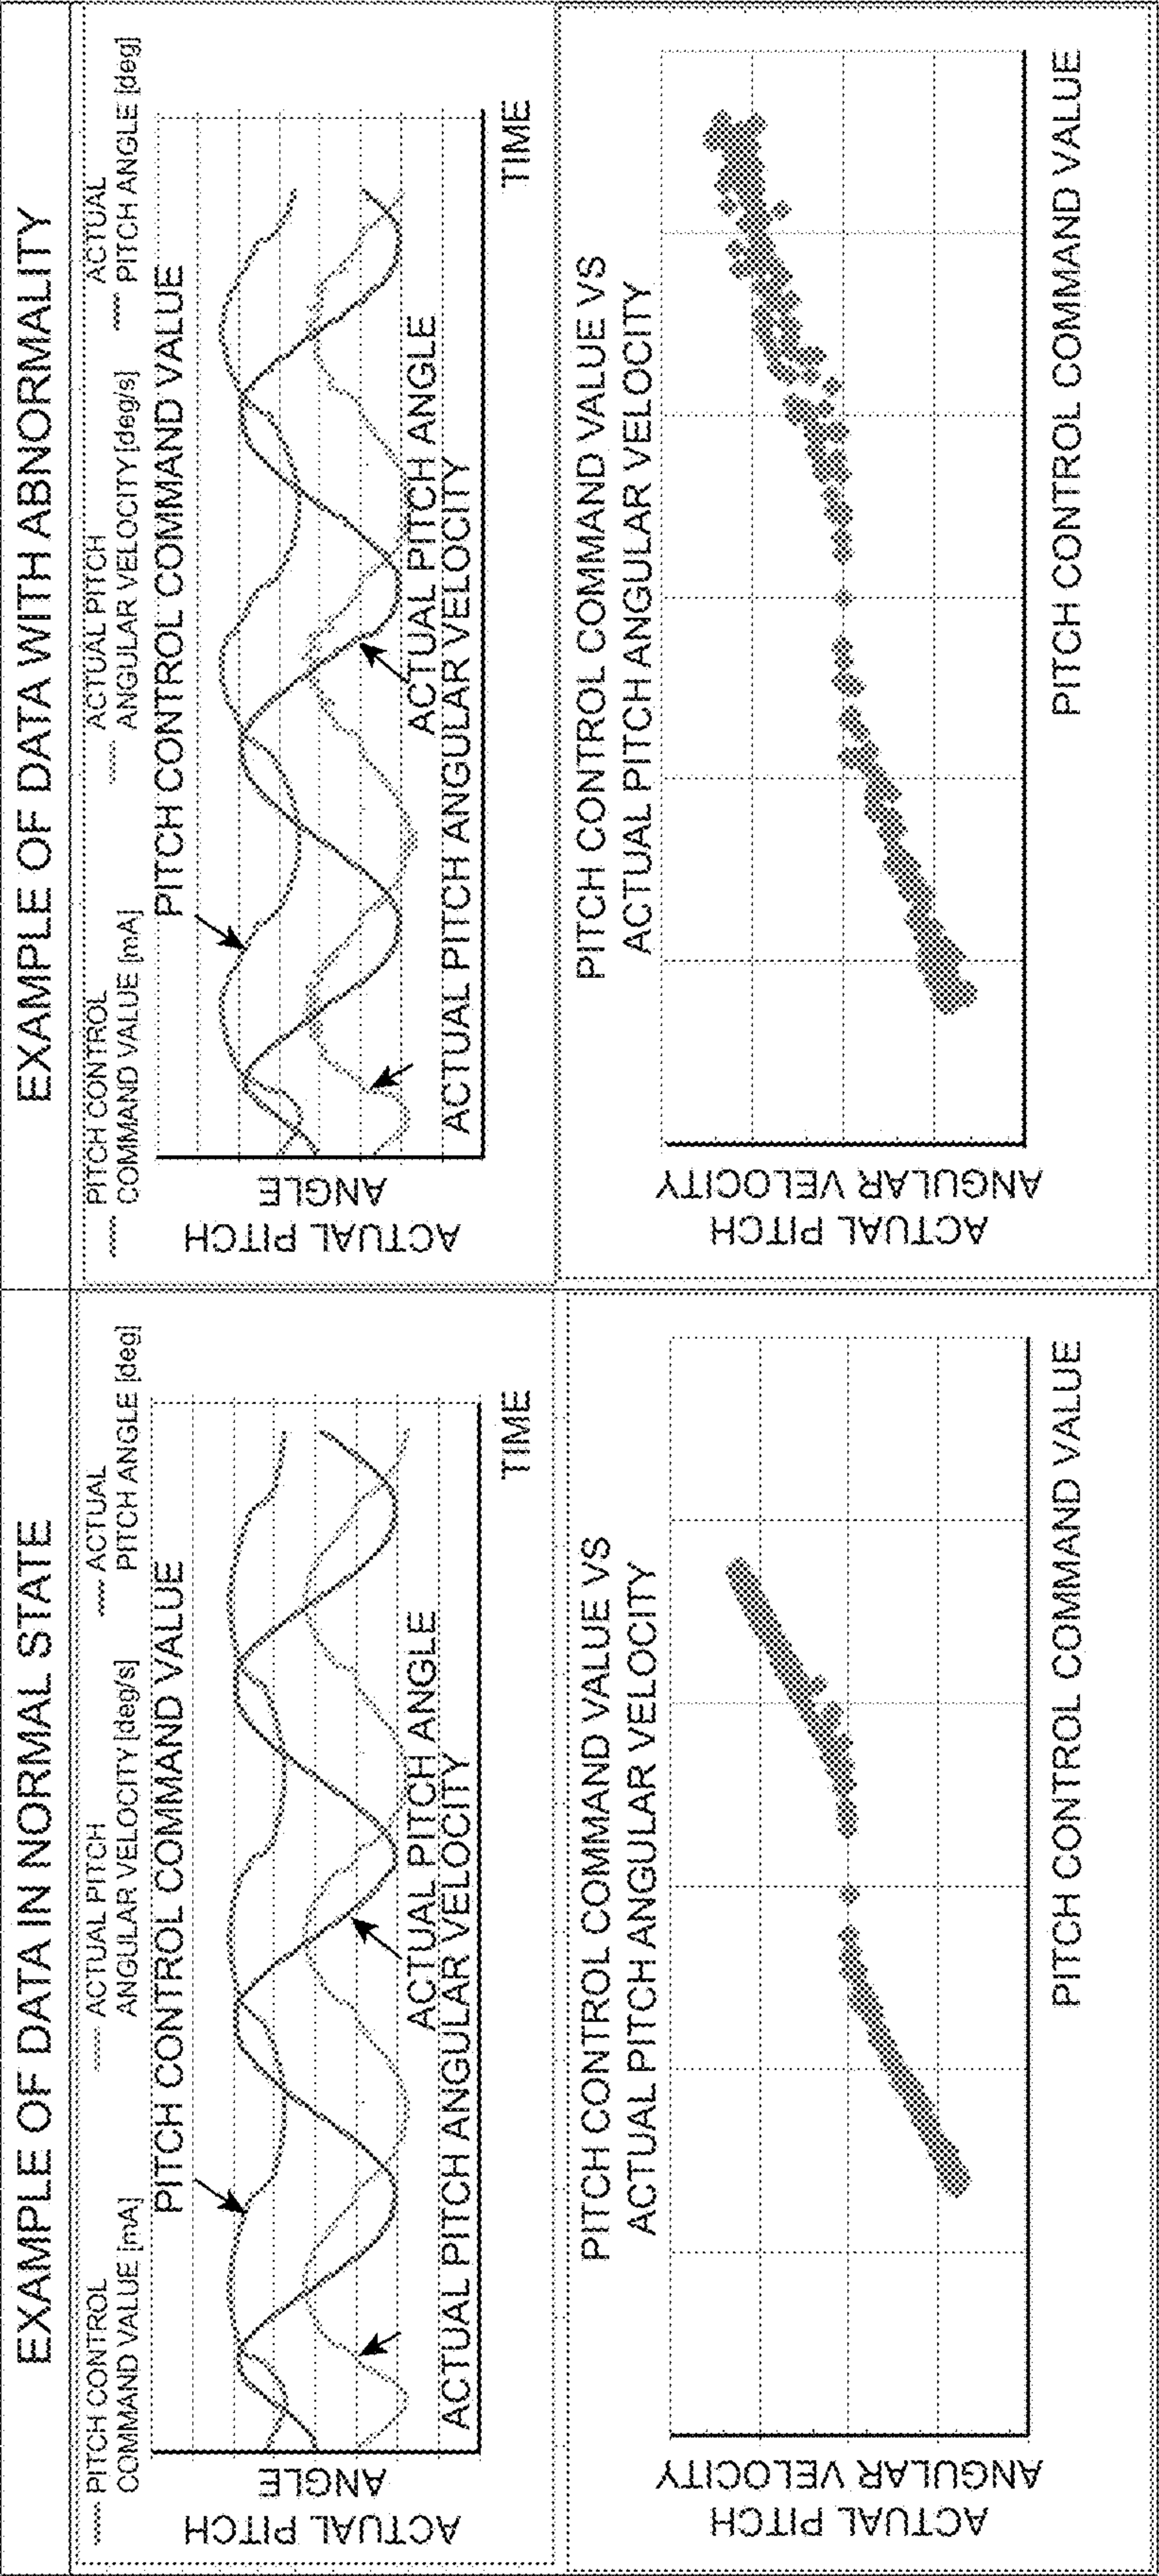 EXAMPLE OF DATA IN NORMAL STATE
PITCH CONTROL
COMMAND VALUE [mA]
ACTUAL PITCH
ANGULAR VELOCITY [deg/s]
ACTUAL
PITCH ANGLE [deg]
PITCH CONTROL COMMAND VALUE
ACTUAL PITCH
ANGLE
ACTUAL PITCH ANGLE
ACTUAL PITCH ANGULAR VELOCITY
TIME
PITCH CONTROL COMMAND VALUE VS
ACTUAL PITCH ANGULAR VELOCITY
ACTUAL PITCH
ANGULAR VELOCITY
PITCH CONTROL COMMAND VALUE
EXAMPLE OF DATA WITH ABNORMALITY
PITCH CONTROL
COMMAND VALUE [mA]
ACTUAL PITCH
ANGULAR VELOCITY [deg/s]
ACTUAL
PITCH ANGLE [deg]
PITCH CONTROL COMMAND VALUE
ACTUAL PITCH
ANGLE
ACTUAL PITCH ANGLE
ACTUAL PITCH ANGULAR VELOCITY
TIME
PITCH CONTROL COMMAND VALUE VS
ACTUAL PITCH ANGULAR VELOCITY
ACTUAL PITCH
ANGULAR VELOCITY
PITCH CONTROL COMMAND VALUE